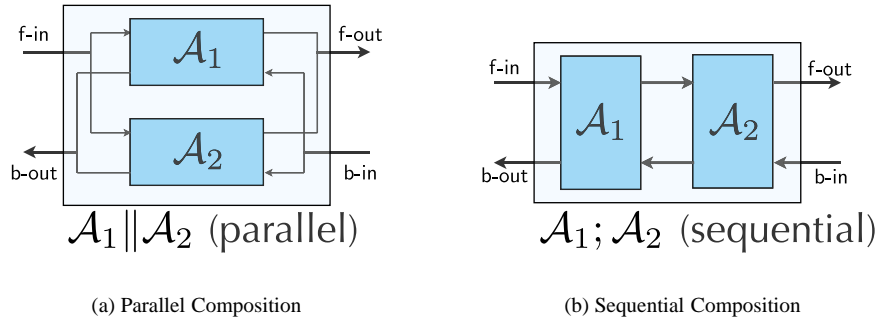 f-in
f-out
𝒜1
𝒜2
b-out
b-in
𝒜1||𝒜2 (parallel)
(a) Parallel Composition
f-in
f-out
𝒜1
𝒜2
b-out
b-in
𝒜1; 𝒜2 (sequential)
(b) Sequential Composition